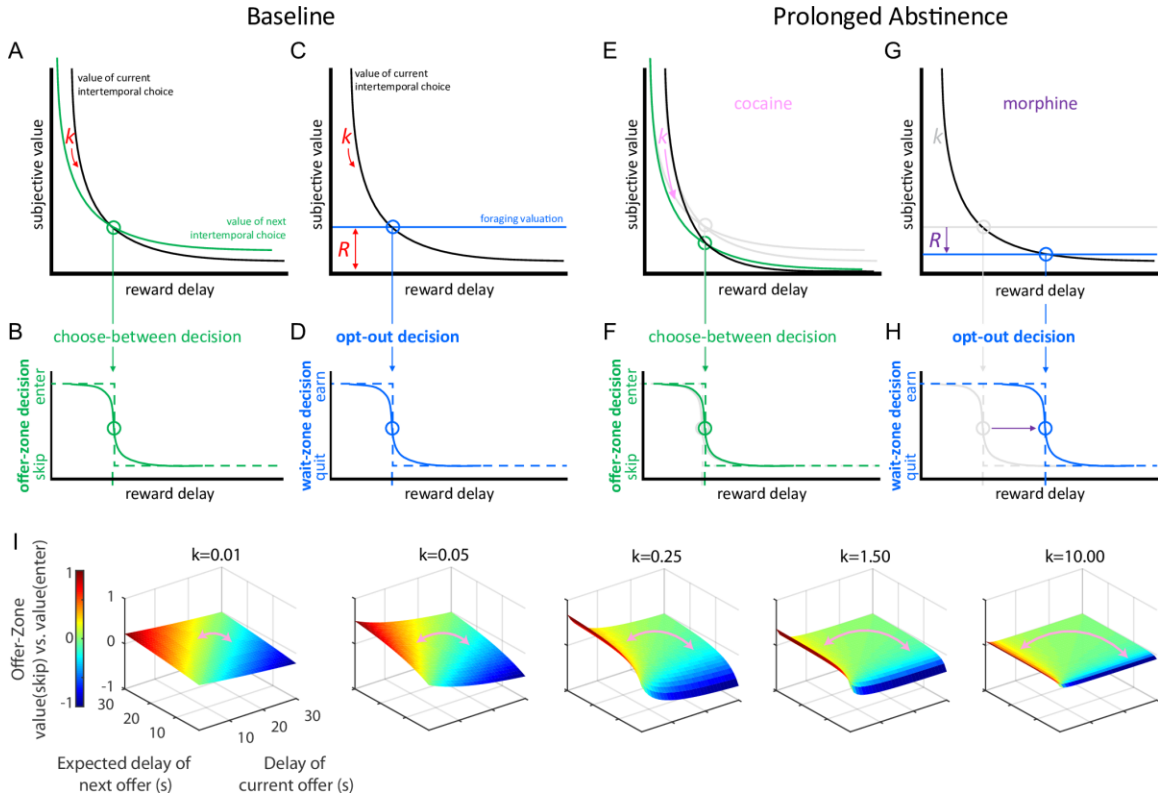 Baseline
Prolonged Abstinence
A
value of current
intertemporal choice
k
subjective value
value of next
intertemporal choice
reward delay
C
value of current
intertemporal choice
k
subjective value
foraging valuation
R
reward delay
E
cocaine
k
subjective value
reward delay
G
morphine
k
subjective value
R
reward delay
B
choose-between decision
offer-zone decision
enter
skip
reward delay
D
opt-out decision
wait-zone decision
earn
quit
reward delay
F
choose-between decision
offer-zone decision
enter
skip
reward delay
H
opt-out decision
wait-zone decision
earn
quit
reward delay
I
k=0.01
k=0.05
k=0.25
k=1.50
k=10.00
Offer-Zone
value(skip) vs. value(enter)
1
0
-1
1
0
-1
30
20
10
10
20
30
Expected delay of
next offer (s)
Delay of
current offer (s)